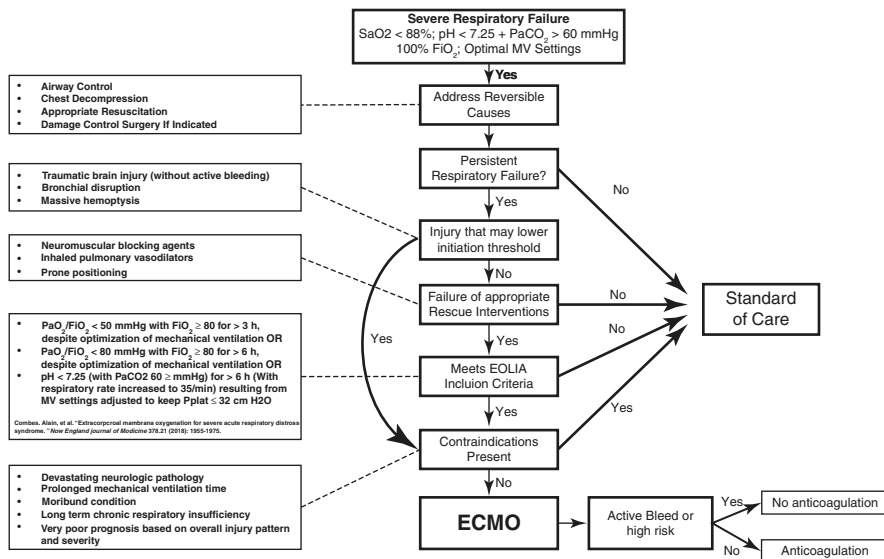 Severe Respiratory Failure
SaO2 < 88%; pH < 7.25 + PaCO₂ > 60 mmHg
100% FiO₂; Optimal MV Settings
Yes
• Airway Control
• Chest Decompression
• Appropriate Resuscitation
• Damage Control Surgery If Indicated
Address Reversible
Causes
Persistent
Respiratory Failure?
No
Yes
• Traumatic brain injury (without active bleeding)
• Bronchial disruption
• Massive hemoptysis
Injury that may lower
initiation threshold
No
Yes
• Neuromuscular blocking agents
• Inhaled pulmonary vasodilators
• Prone positioning
Failure of appropriate
Rescue Interventions
No
Yes
Standard
of Care
• PaO₂/FiO₂ < 50 mmHg with FiO₂ ≥ 80 for > 3 h,
despite optimization of mechanical ventilation OR
• PaO₂/FiO₂ < 80 mmHg with FiO₂ ≥ 80 for > 6 h,
despite optimization of mechanical ventilation OR
• pH < 7.25 (with PaCO2 60 ≥ mmHg) for > 6 h (With
respiratory rate increased to 35/min) resulting from
MV settings adjusted to keep Pplat ≤ 32 cm H2O
Combes. Alain, et al. "Extracorpcroal mambrana oxygenation for severe acute respiratory distross
syndrome. "Now England journal of Modicine 378.21 (2018): 1955-1975.
Meets EOLIA
Incluion Criteria
No
Yes
Contraindications
Present
Yes
No
• Devastating neurologic pathology
• Prolonged mechanical ventilation time
• Moribund condition
• Long term chronic respiratory insufficiency
• Very poor prognosis based on overall injury pattern
and severity
ECMO
Active Bleed or
high risk
Yes
No anticoagulation
No
Anticoagulation